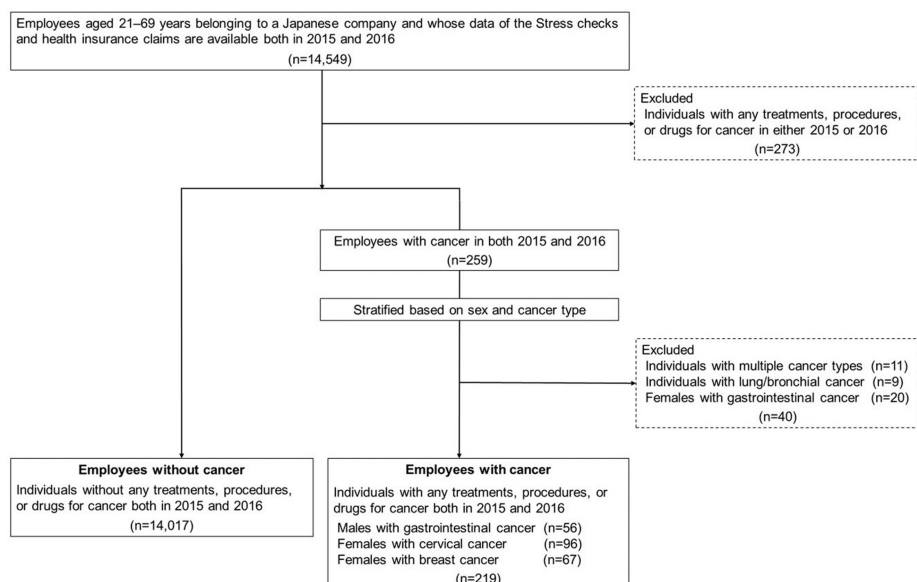 Employees aged 21–69 years belonging to a Japanese company and whose data of the Stress checks
and health insurance claims are available both in 2015 and 2016
(n=14,549)
Excluded
Individuals with any treatments, procedures,
or drugs for cancer in either 2015 or 2016
(n=273)
Employees with cancer in both 2015 and 2016
(n=259)
Stratified based on sex and cancer type
Excluded
Individuals with multiple cancer types (n=11)
Individuals with lung/bronchial cancer (n=9)
Females with gastrointestinal cancer (n=20)
(n=40)
Employees without cancer
Individuals without any treatments, procedures,
or drugs for cancer both in 2015 and 2016
(n=14,017)
Employees with cancer
Individuals with any treatments, procedures, or
drugs for cancer both in 2015 and 2016
Males with gastrointestinal cancer (n=56)
Females with cervical cancer (n=96)
Females with breast cancer (n=67)
(n=219)